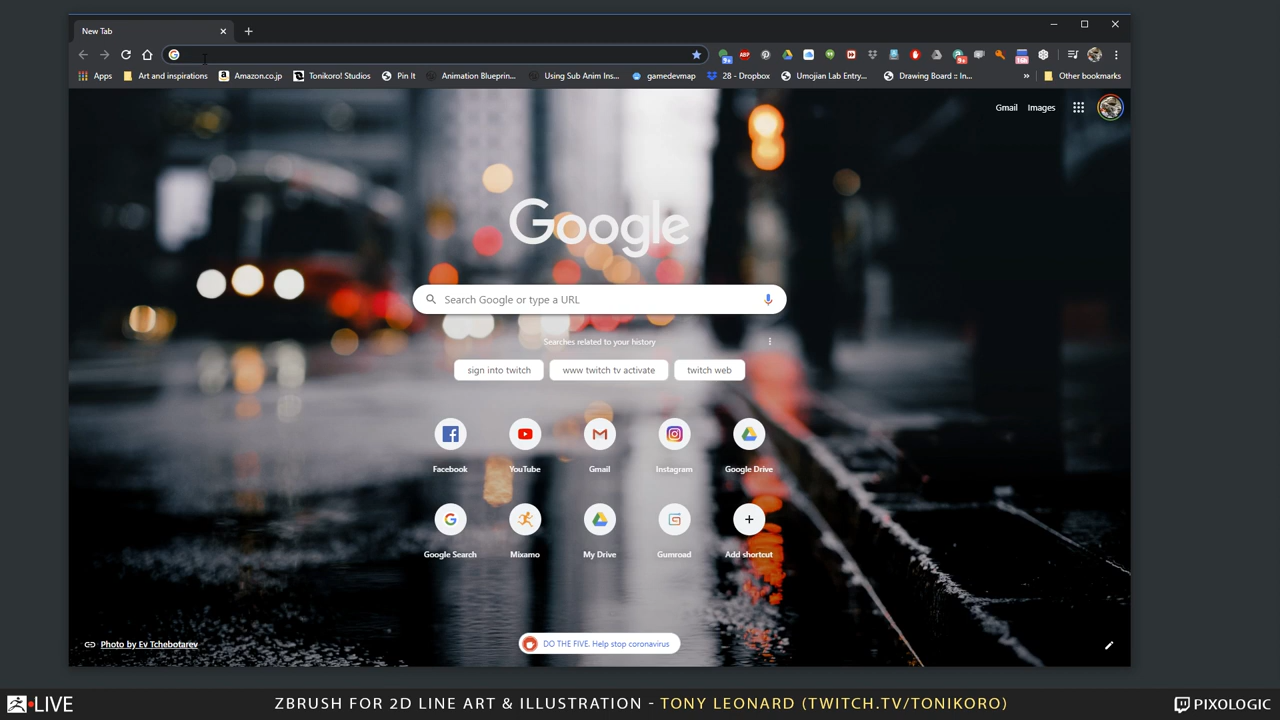 New Tab
Apps Art and inspirations Amazon.co.jp Tonikoro! Studios Pin It Animation Blueprin... Using Sub Anim Ins... gamedevmap 28 - Dropbox Umojian Lab Entry... Drawing Board :: In... » Other bookmarks
Gmail Images
Google
Search Google or type a URL
Searches related to your history
sign into twitch www twitch tv activate twitch web
Facebook YouTube Gmail Instagram Google Drive
Google Search Mixamo My Drive Gumroad Add shortcut
Photo by Ev Tchebotarev
DO THE FIVE. Help stop coronavirus
LIVE ZBRUSH FOR 2D LINE ART & ILLUSTRATION - TONY LEONARD (TWITCH.TV/TONIKORO) PIXOLOGIC